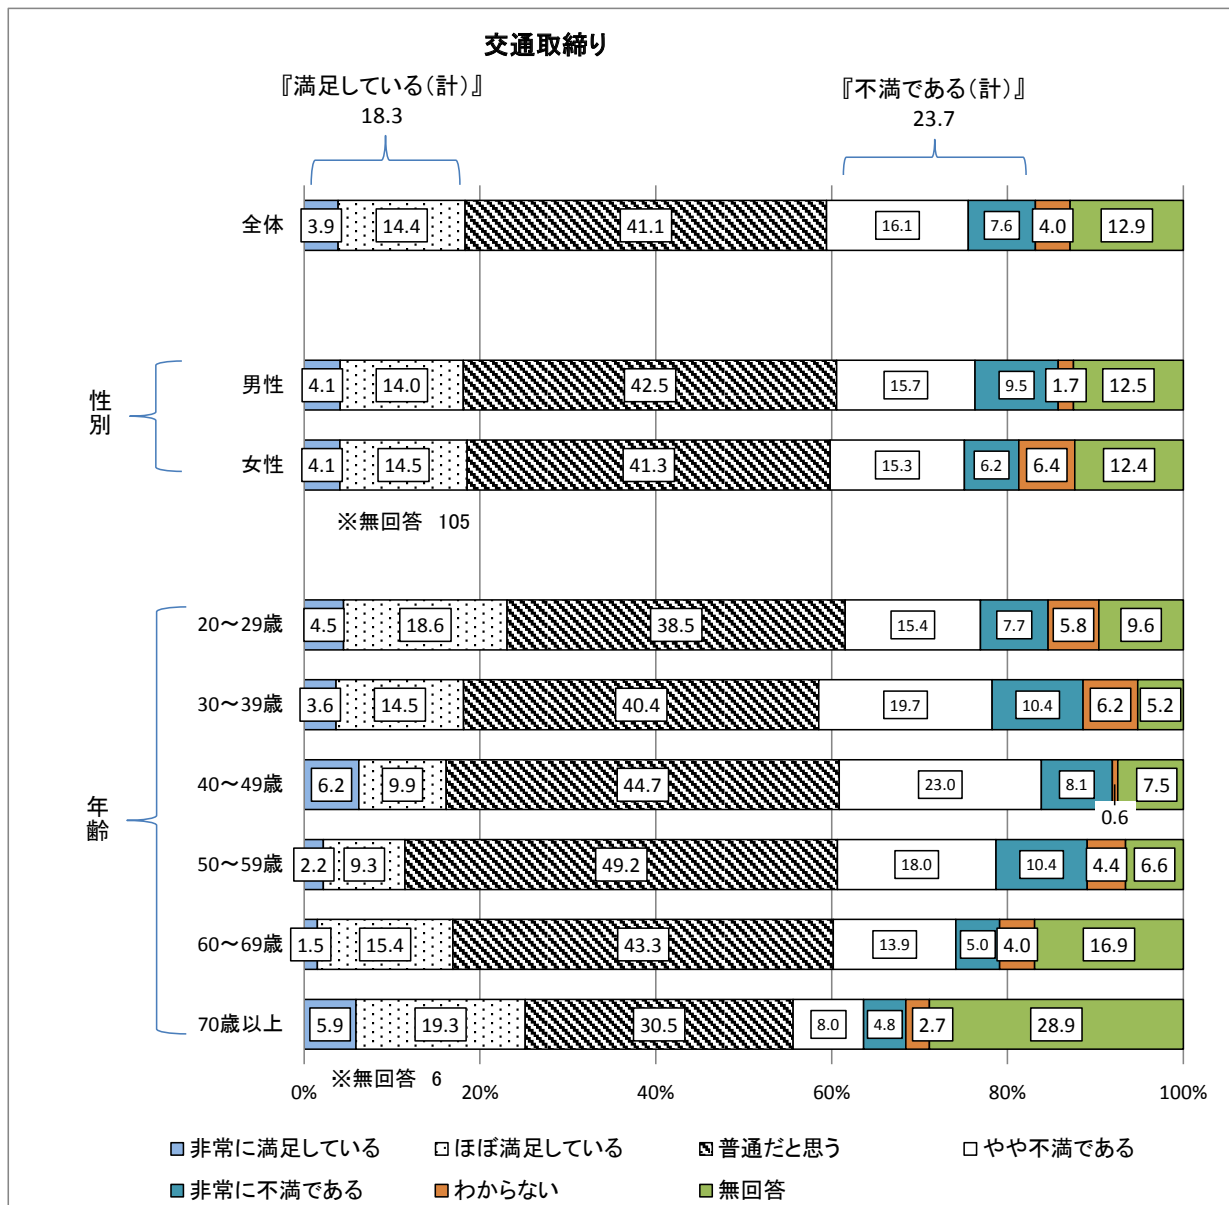 交通取締り
『満足している(計)』
18.3
『不満である(計)』
23.7
全体 3.9 14.4 41.1 16.1 7.6 4.0 12.9
性別
男性 4.1 14.0 42.5 15.7 9.5 1.7 12.5
女性 4.1 14.5 41.3 15.3 6.2 6.4 12.4
※無回答 105
年齢
20～29歳 4.5 18.6 38.5 15.4 7.7 5.8 9.6
30～39歳 3.6 14.5 40.4 19.7 10.4 6.2 5.2
40～49歳 6.2 9.9 44.7 23.0 8.1 0.6 7.5
50～59歳 2.2 9.3 49.2 18.0 10.4 4.4 6.6
60～69歳 1.5 15.4 43.3 13.9 5.0 4.0 16.9
70歳以上 5.9 19.3 30.5 8.0 4.8 2.7 28.9
※無回答 6
0% 20% 40% 60% 80% 100%
非常に満足している ほぼ満足している 普通だと思う やや不満である
非常に不満である わからない 無回答